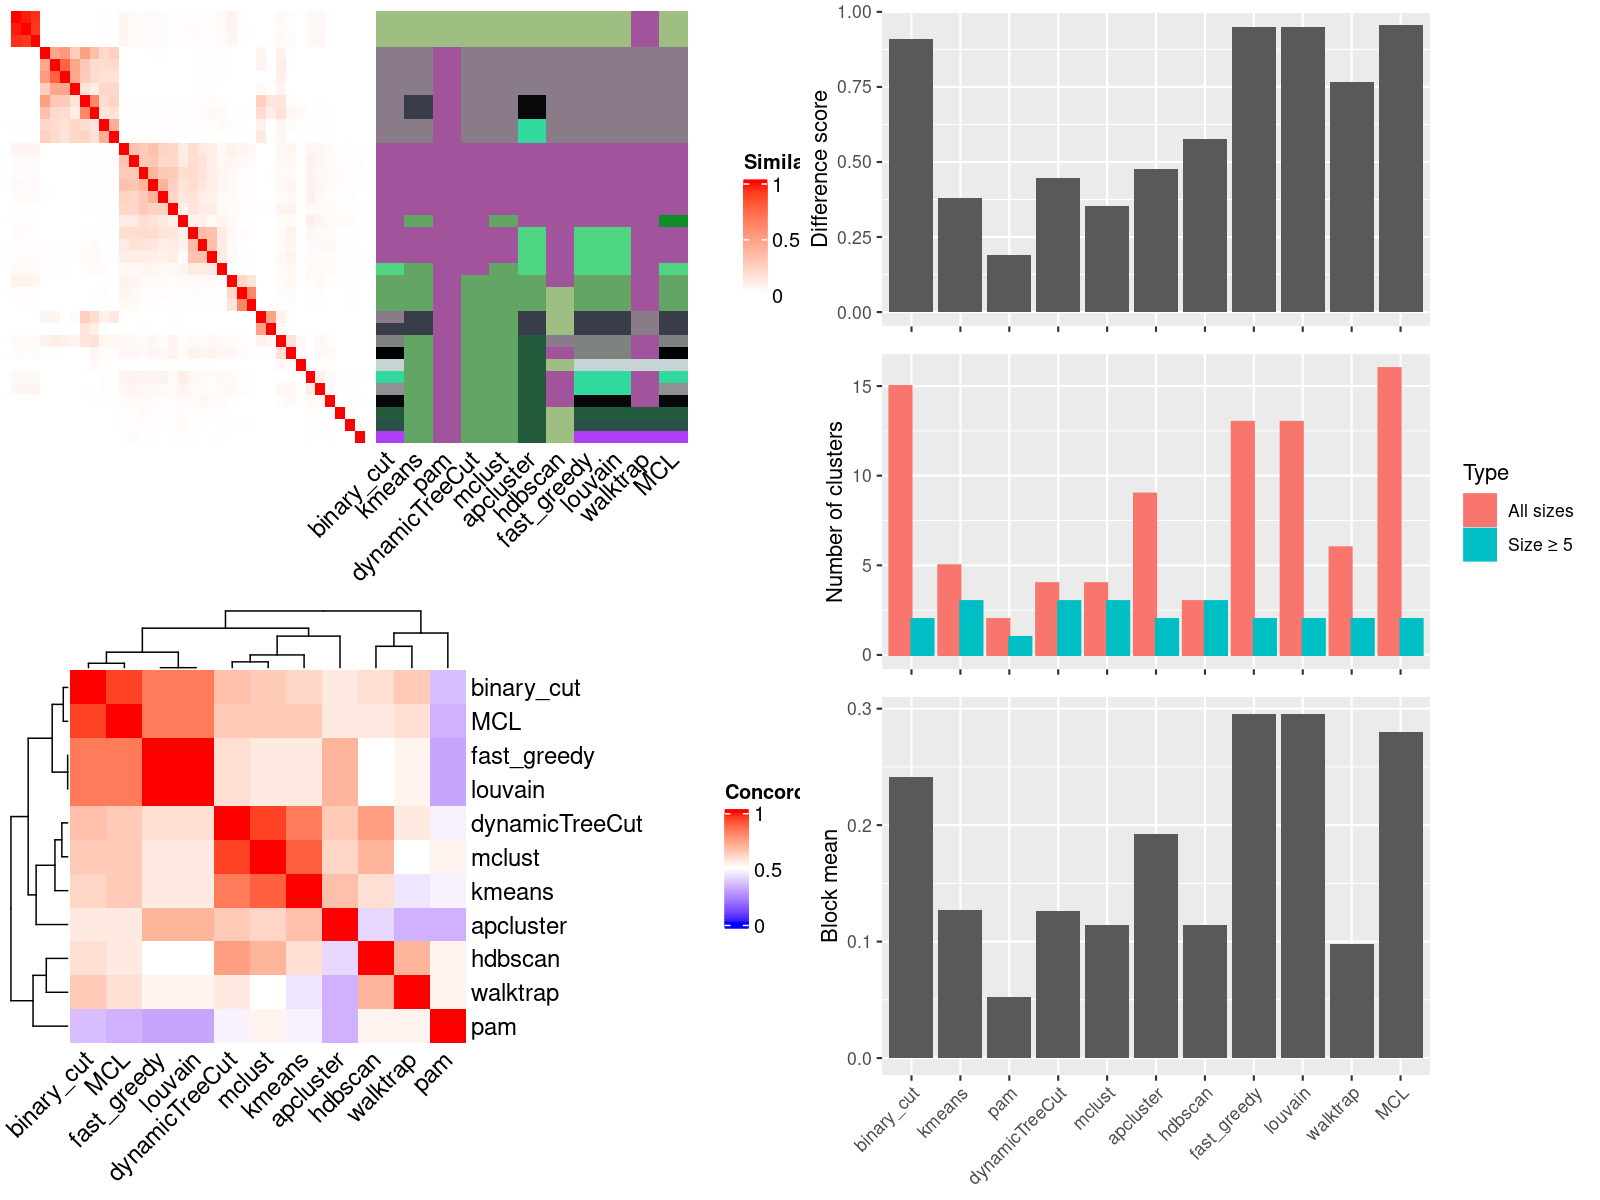 Simila
1
0.5
0
binary_cut
kmeans
pam
dynamicTreeCut
mclust
apcluster
hdbscan
fast_greedy
louvain
walktrap
MCL
binary_cut
MCL
fast_greedy
louvain
dynamicTreeCut
mclust
kmeans
apcluster
hdbscan
walktrap
pam
binary_cut
MCL
fast_greedy
louvain
dynamicTreeCut
mclust
kmeans
apcluster
hdbscan
walktrap
pam
Concord
1
0.5
0
Difference score
1.00
0.75
0.50
0.25
0.00
Number of clusters
15
10
5
0
Type
All sizes
Size ≥ 5
Block mean
0.3
0.2
0.1
0.0
binary_cut
kmeans
pam
dynamicTreeCut
mclust
apcluster
hdbscan
fast_greedy
louvain
walktrap
MCL